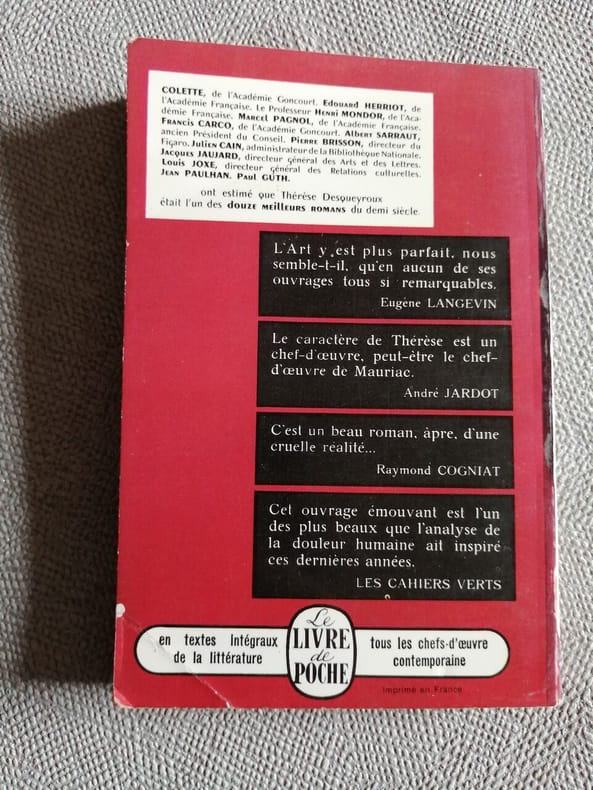 COLETTE, de l'Académie Goncourt. Edouard HERRIOT, de
l'Académie Française. Le Professeur Henri MONDOR, de l'Aca-
démie Française. Marcel PAGNOL, de l'Académie Française.
Francis CARCO, de l'Académie Goncourt. Albert SARRAUT,
ancien Président du Conseil. Pierre BRISSON, directeur du
Figaro. Julien CAIN, administrateur de la Bibliothèque Nationale.
Jacques JAUJARD, directeur général des Arts et des Lettres.
Louis JOXE, directeur général des Relations culturelles.
Jean PAULHAN. Paul GUTH.
ont estimé que Thérèse Desqueyroux
était l'un des douze meilleurs romans du demi siècle.
L'Art y est plus parfait, nous
semble-t-il, qu'en aucun de ses
ouvrages tous si remarquables.
Eugène LANGEVIN
Le caractère de Thérèse est un
chef-d'œuvre, peut-être le chef-
d'œuvre de Mauriac.
André JARDOT
C'est un beau roman, âpre, d'une
cruelle réalité...
Raymond COGNIAT
Cet ouvrage émouvant est l'un
des plus beaux que l'analyse de
la douleur humaine ait inspiré
ces dernières années.
LES CAHIERS VERTS
en textes intégraux
de la littérature
Le
LIVRE
de
POCHE
tous les chefs-d'œuvre
contemporaine
Imprimé en France